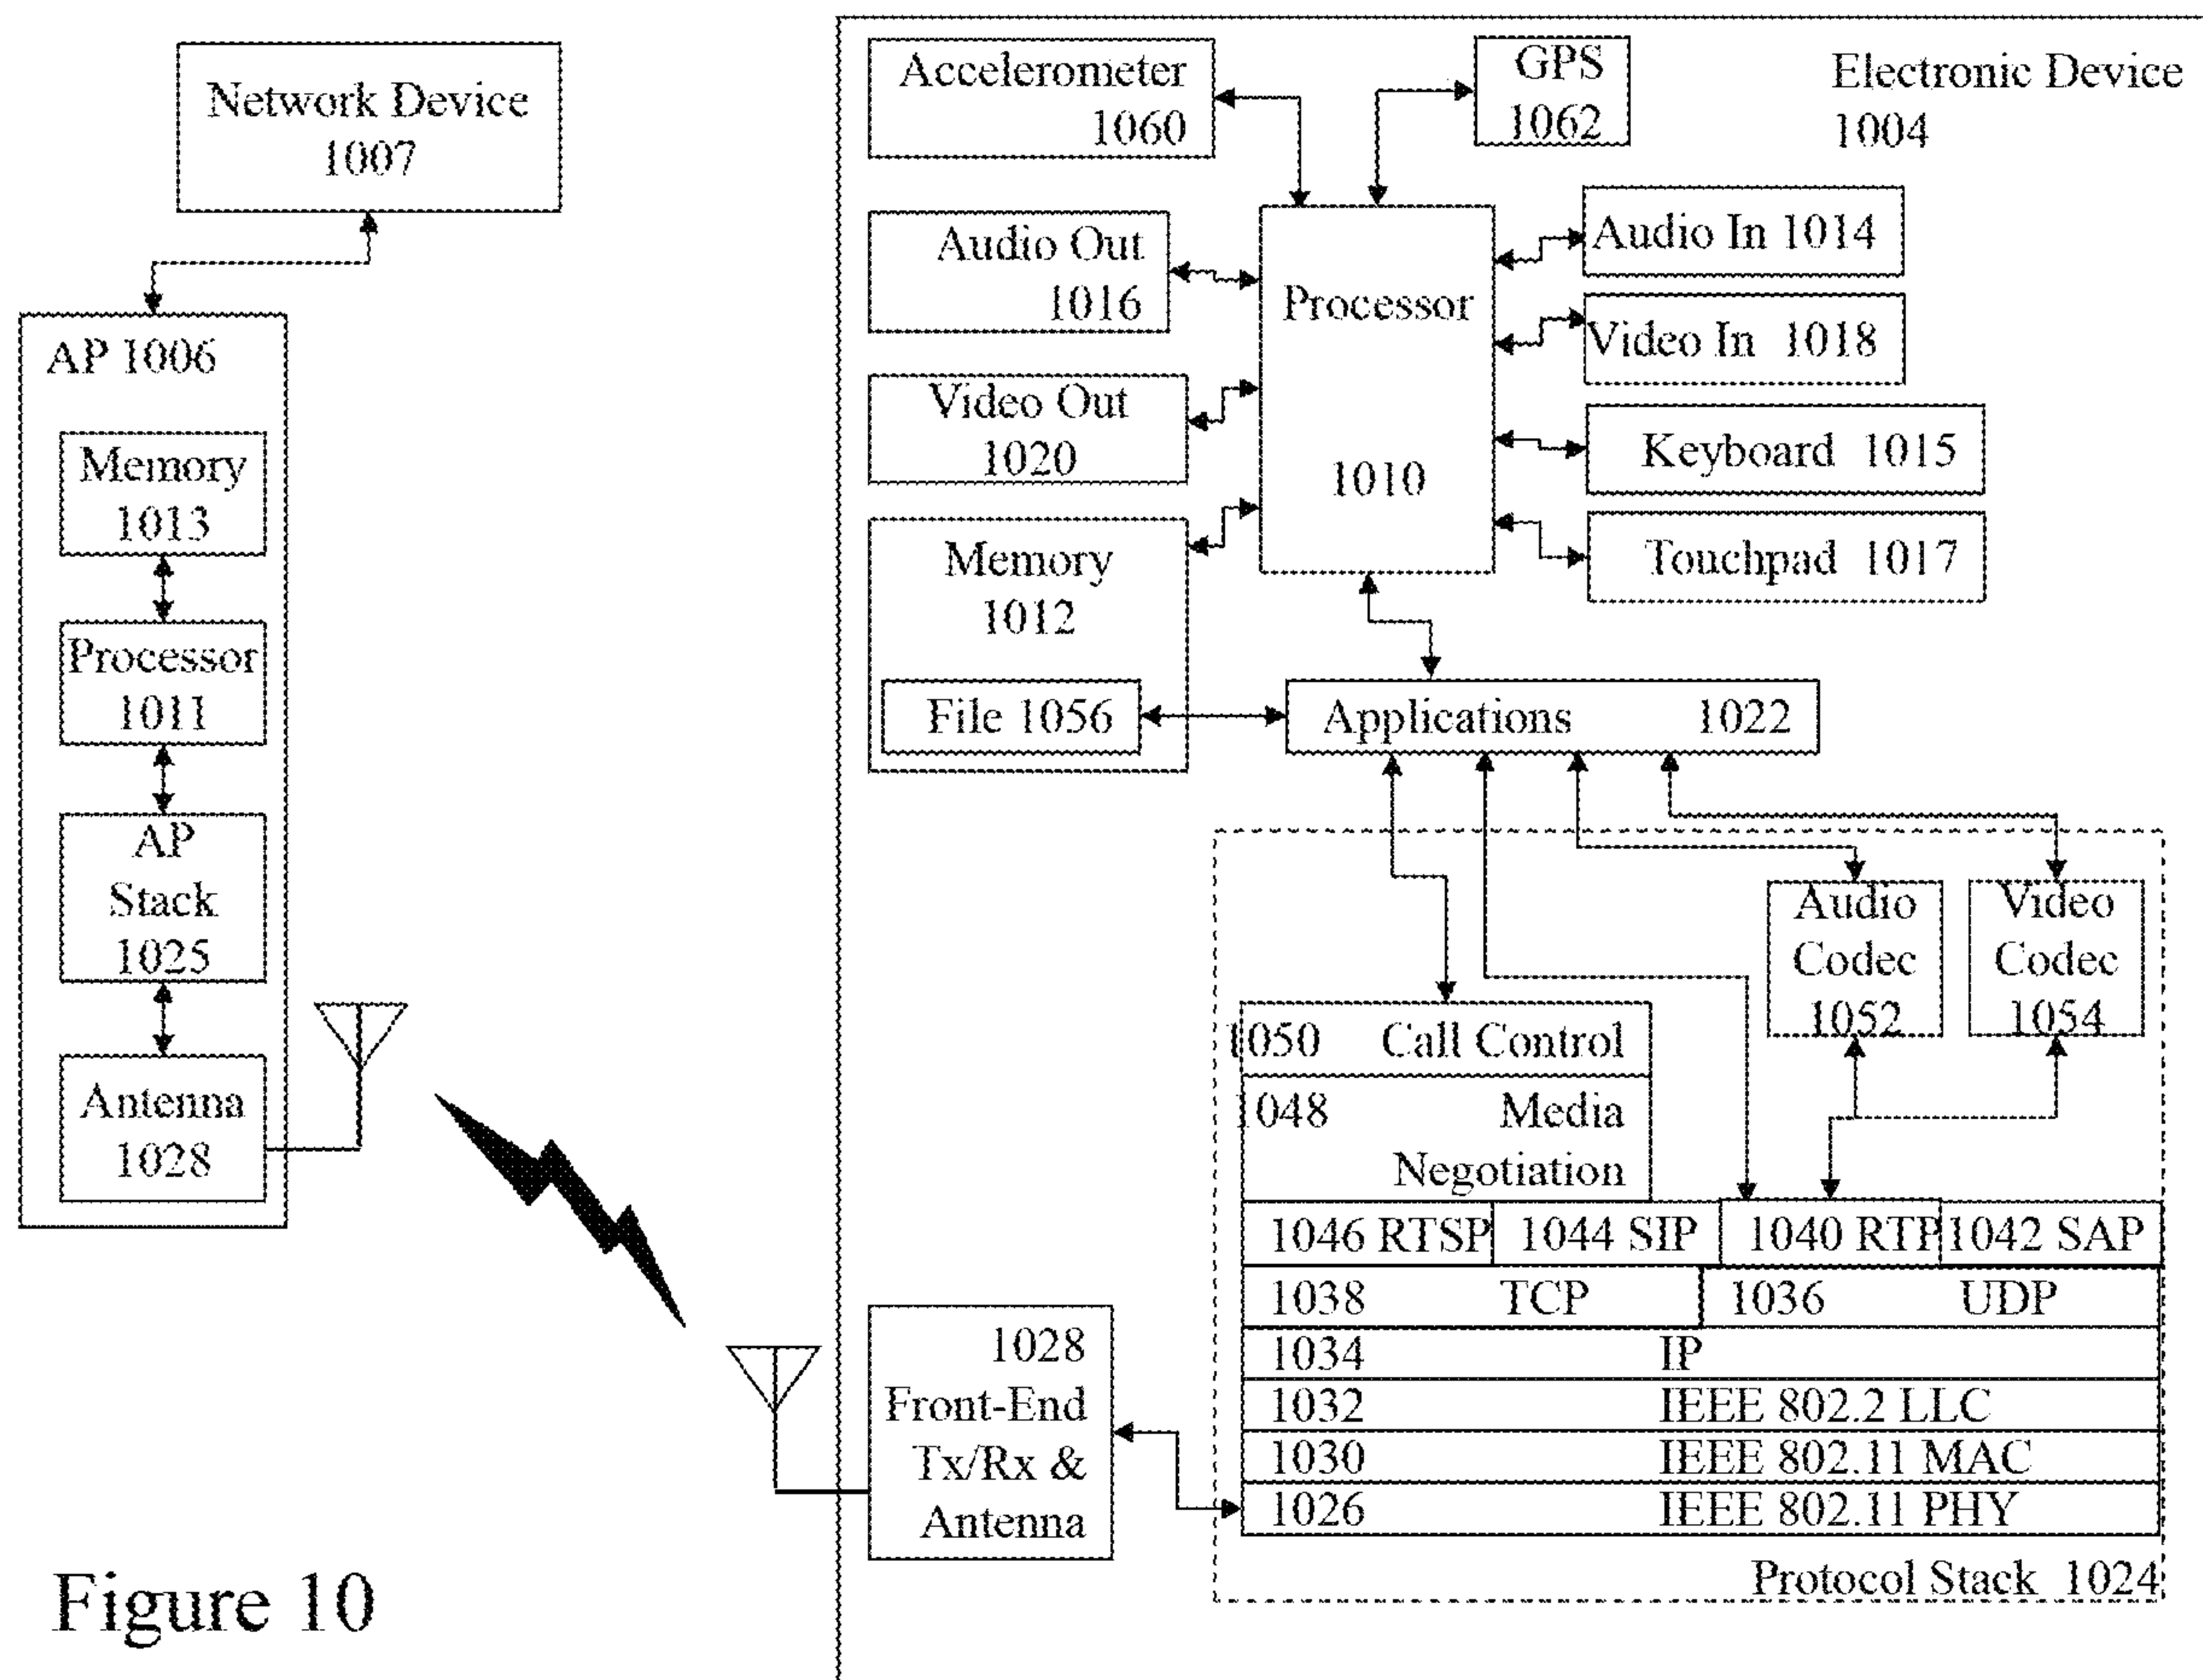 Network Device
1007
AP 1006
Memory
1013
Processor
1011
AP
Stack
1025
Antenna
1028
Electronic Device
1004
Accelerometer
1060
GPS
1062
Audio Out
1016
Processor
1010
Audio In 1014
Video In 1018
Video Out
1020
Keyboard 1015
Touchpad 1017
Memory
1012
File 1056
Applications 1022
Audio
Codec
1052
Video
Codec
1054
1050 Call Control
1048 Media
Negotiation
1046 RTSP
1044 SIP
1040 RTP
1042 SAP
1038 TCP
1036 UDP
1034 IP
1032 IEEE 802.2 LLC
1030 IEEE 802.11 MAC
1026 IEEE 802.11 PHY
Protocol Stack 1024
1028
Front-End
Tx/Rx &
Antenna
Figure 10